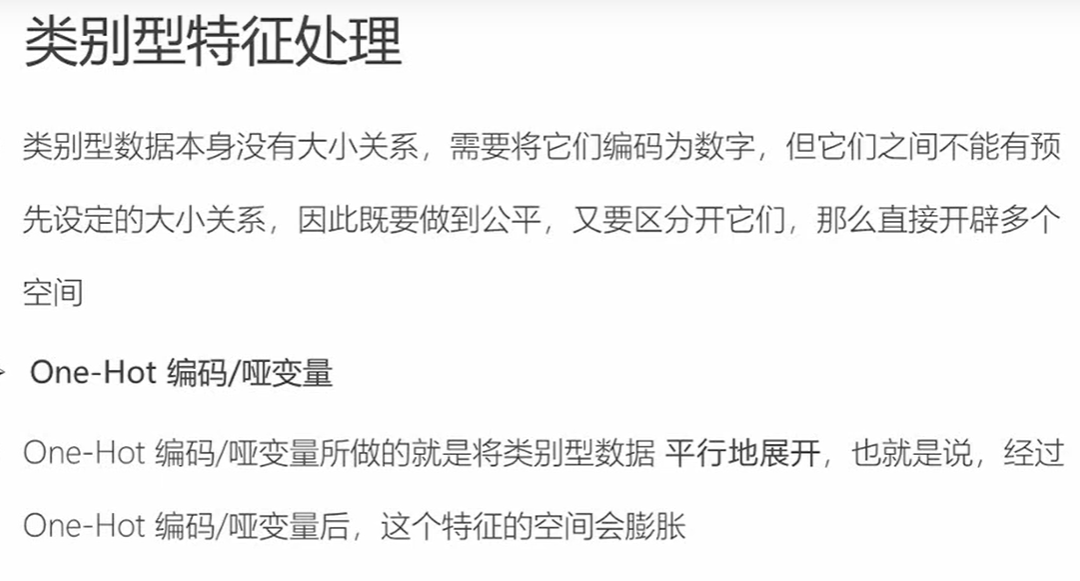 类别型特征处理
类别型数据本身没有大小关系，需要将它们编码为数字，但它们之间不能有预
先设定的大小关系，因此既要做到公平，又要区分开它们，那么直接开辟多个
空间
One-Hot 编码/哑变量
One-Hot 编码/哑变量所做的就是将类别型数据 平行地展开，也就是说，经过
One-Hot 编码/哑变量后，这个特征的空间会膨胀